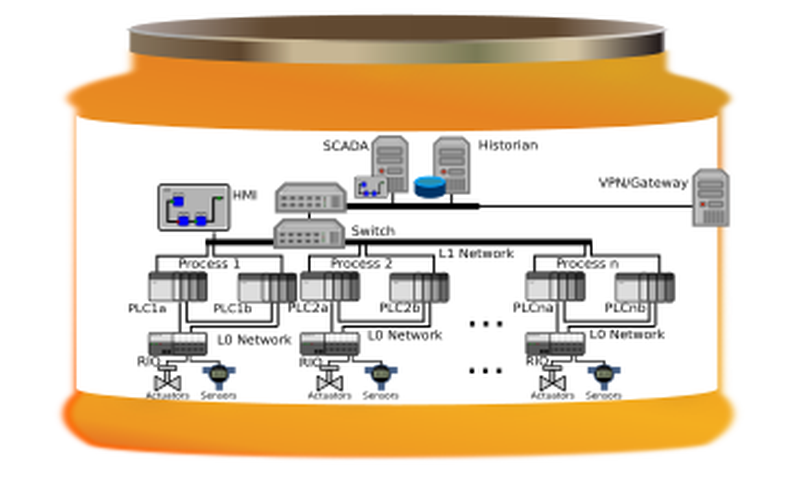 SCADA
Historian
HMI
VPN/Gateway
Switch
L1 Network
Process 1
Process 2
Process n
PLC1a
PLC1b
PLC2a
PLC2b
PLCna
PLCnb
L0 Network
L0 Network
L0 Network
RIO
RIO
RIO
Actuators
Sensors
Actuators
Sensors
Actuators
Sensors